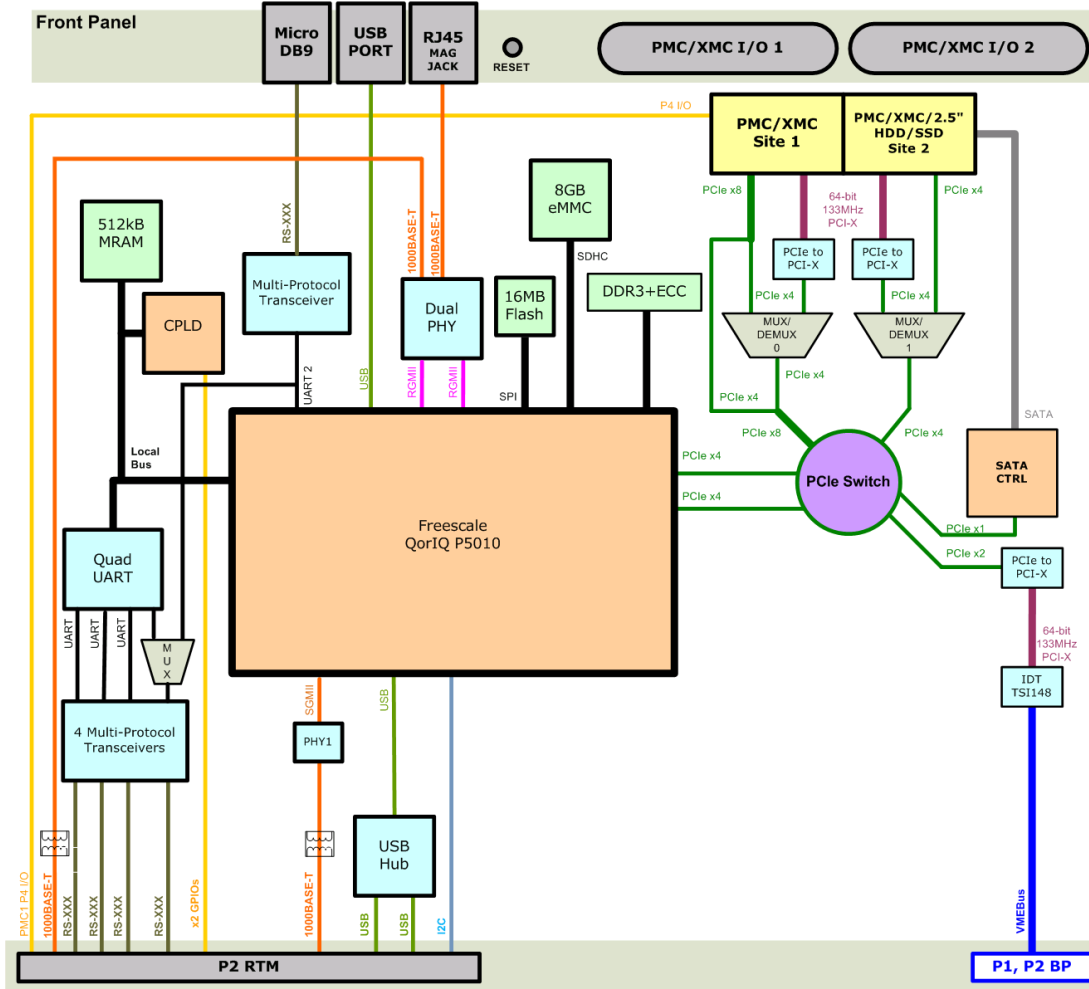 Front Panel
Micro
DB9
USB
PORT
RJ45
MAG
JACK
RESET
PMC/XMC I/O 1
PMC/XMC I/O 2
P4 I/O
PMC/XMC
Site 1
PMC/XMC/2.5"
HDD/SSD
Site 2
512kB
MRAM
RS-XXX
1000BASE-T
1000BASE-T
8GB
eMMC
SDHC
PCIe x8
64-bit
133MHz
PCI-X
PCIe x4
PCIe to
PCI-X
PCIe to
PCI-X
Multi-Protocol
Transceiver
Dual
PHY
16MB
Flash
DDR3+ECC
PCIe x4
PCIe x4
CPLD
MUX/
DEMUX
0
MUX/
DEMUX
1
UART 2
USB
RGMII
RGMII
SPI
PCIe x4
PCIe x8
PCIe x4
SATA
Local
Bus
PCIe x4
PCIe x4
PCIe Switch
SATA
CTRL
Freescale
QorIQ P5010
PCIe x1
PCIe x2
PCIe to
PCI-X
Quad
UART
UART
UART
UART
M
U
X
64-bit
133MHz
PCI-X
IDT
TSI148
4 Multi-Protocol
Transceivers
SGMII
USB
PHY1
USB
Hub
PMC1 P4 I/O
1000BASE-T
RS-XXX
RS-XXX
RS-XXX
RS-XXX
x2 GPIOs
1000BASE-T
USB
USB
I2C
VMEBus
P2 RTM
P1, P2 BP